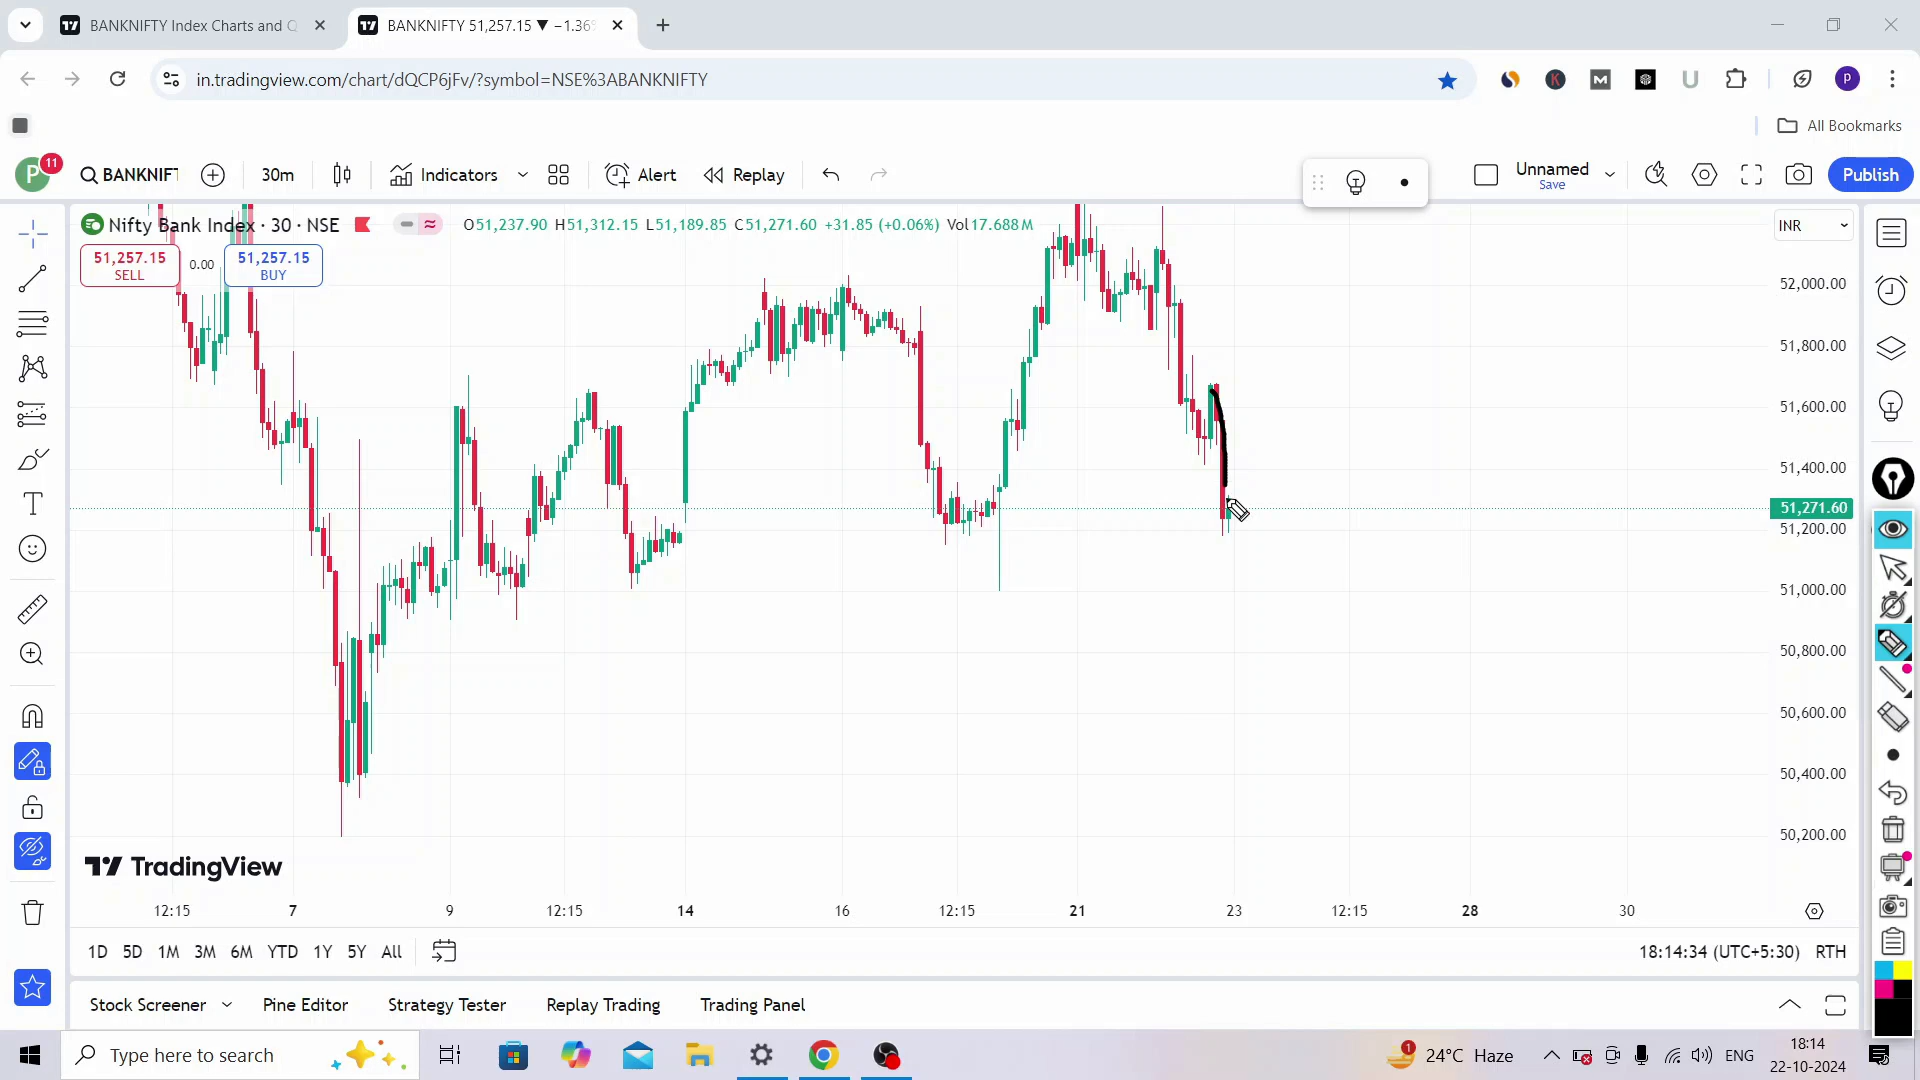 BANKNIFTY Index Charts and Q
BANKNIFTY 51,257.15 ▼ −1.36%
in.tradingview.com/chart/dQCP6jFv/?symbol=NSE%3ABANKNIFTY
All Bookmarks
P 11
BANKNIFT
30m
Indicators
Alert
Replay
Unnamed
Save
Publish
Nifty Bank Index · 30 · NSE
O51,237.90 H51,312.15 L51,189.85 C51,271.60 +31.85 (+0.06%) Vol17.688M
INR
51,257.15
SELL
0.00
51,257.15
BUY
52,000.00
51,800.00
51,600.00
51,400.00
51,271.60
51,200.00
51,000.00
50,800.00
50,600.00
50,400.00
50,200.00
TradingView
12:15 7 9 12:15 14 16 12:15 21 23 12:15 28 30
1D 5D 1M 3M 6M YTD 1Y 5Y All
18:14:34 (UTC+5:30) RTH
Stock Screener Pine Editor Strategy Tester Replay Trading Trading Panel
Type here to search
24°C Haze
ENG
18:14
22-10-2024